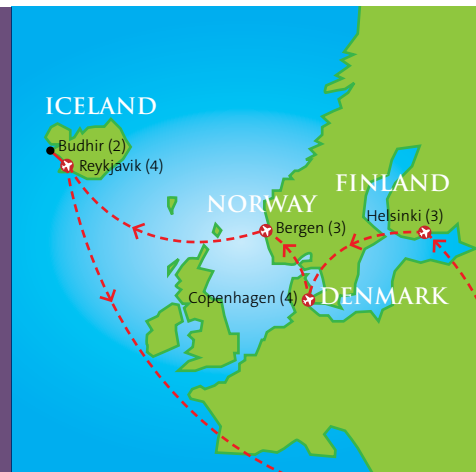 ICELAND
Budhir (2)
Reykjavik (4)
FINLAND
NORWAY
Helsinki (3)
Bergen (3)
Copenhagen (4)
DENMARK